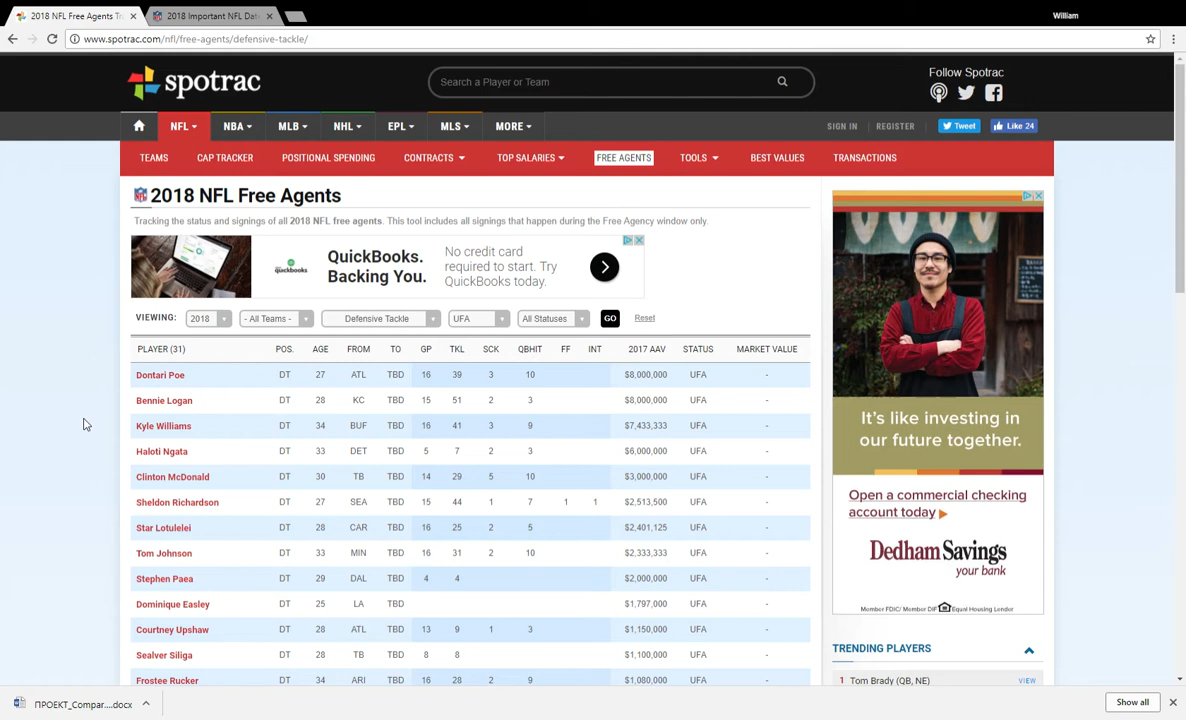 2018 NFL Free Agents Tr
2018 Important NFL Dat
William
www.spotrac.com/nfl/free-agents/defensive-tackle/
spotrac
Search a Player or Team
Follow Spotrac
NFL
NBA
MLB
NHL
EPL
MLS
MORE
SIGN IN
REGISTER
Tweet
Like 24
TEAMS
CAP TRACKER
POSITIONAL SPENDING
CONTRACTS
TOP SALARIES
FREE AGENTS
TOOLS
BEST VALUES
TRANSACTIONS
NFL
2018 NFL Free Agents
Tracking the status and signings of all 2018 NFL free agents. This tool includes all signings that happen during the Free Agency window only.
quickbooks
QuickBooks.
Backing You.
No credit card
required to start. Try
QuickBooks today.
VIEWING: 2018 - All Teams - Defensive Tackle UFA All Statuses GO Reset
PLAYER (31) POS. AGE FROM TO GP TKL SCK QBHIT FF INT 2017 AAV STATUS MARKET VALUE
Dontari Poe DT 27 ATL TBD 16 39 3 10 $8,000,000 UFA -
Bennie Logan DT 28 KC TBD 15 51 2 3 $8,000,000 UFA -
Kyle Williams DT 34 BUF TBD 16 41 3 9 $7,433,333 UFA -
Haloti Ngata DT 33 DET TBD 5 7 2 3 $6,000,000 UFA -
Clinton McDonald DT 30 TB TBD 14 29 5 10 $3,000,000 UFA -
Sheldon Richardson DT 27 SEA TBD 15 44 1 7 1 1 $2,513,500 UFA -
Star Lotulelei DT 28 CAR TBD 16 25 2 5 $2,401,125 UFA -
Tom Johnson DT 33 MIN TBD 16 31 2 10 $2,333,333 UFA -
Stephen Paea DT 29 DAL TBD 4 4 $2,000,000 UFA -
Dominique Easley DT 25 LA TBD $1,797,000 UFA -
Courtney Upshaw DT 28 ATL TBD 13 9 1 3 $1,150,000 UFA -
Sealver Siliga DT 28 TB TBD 8 8 $1,100,000 UFA -
Frostee Rucker DT 34 ARI TBD 16 28 2 9 $1,080,000 UFA -
It's like investing in
our future together.
Open a commercial checking
account today
Dedham Savings
your bank
Member FDIC/ Member DIF Equal Housing Lender
TRENDING PLAYERS
1 Tom Brady (QB, NE) VIEW
ПРОЕКТ_Compar....docx
Show all